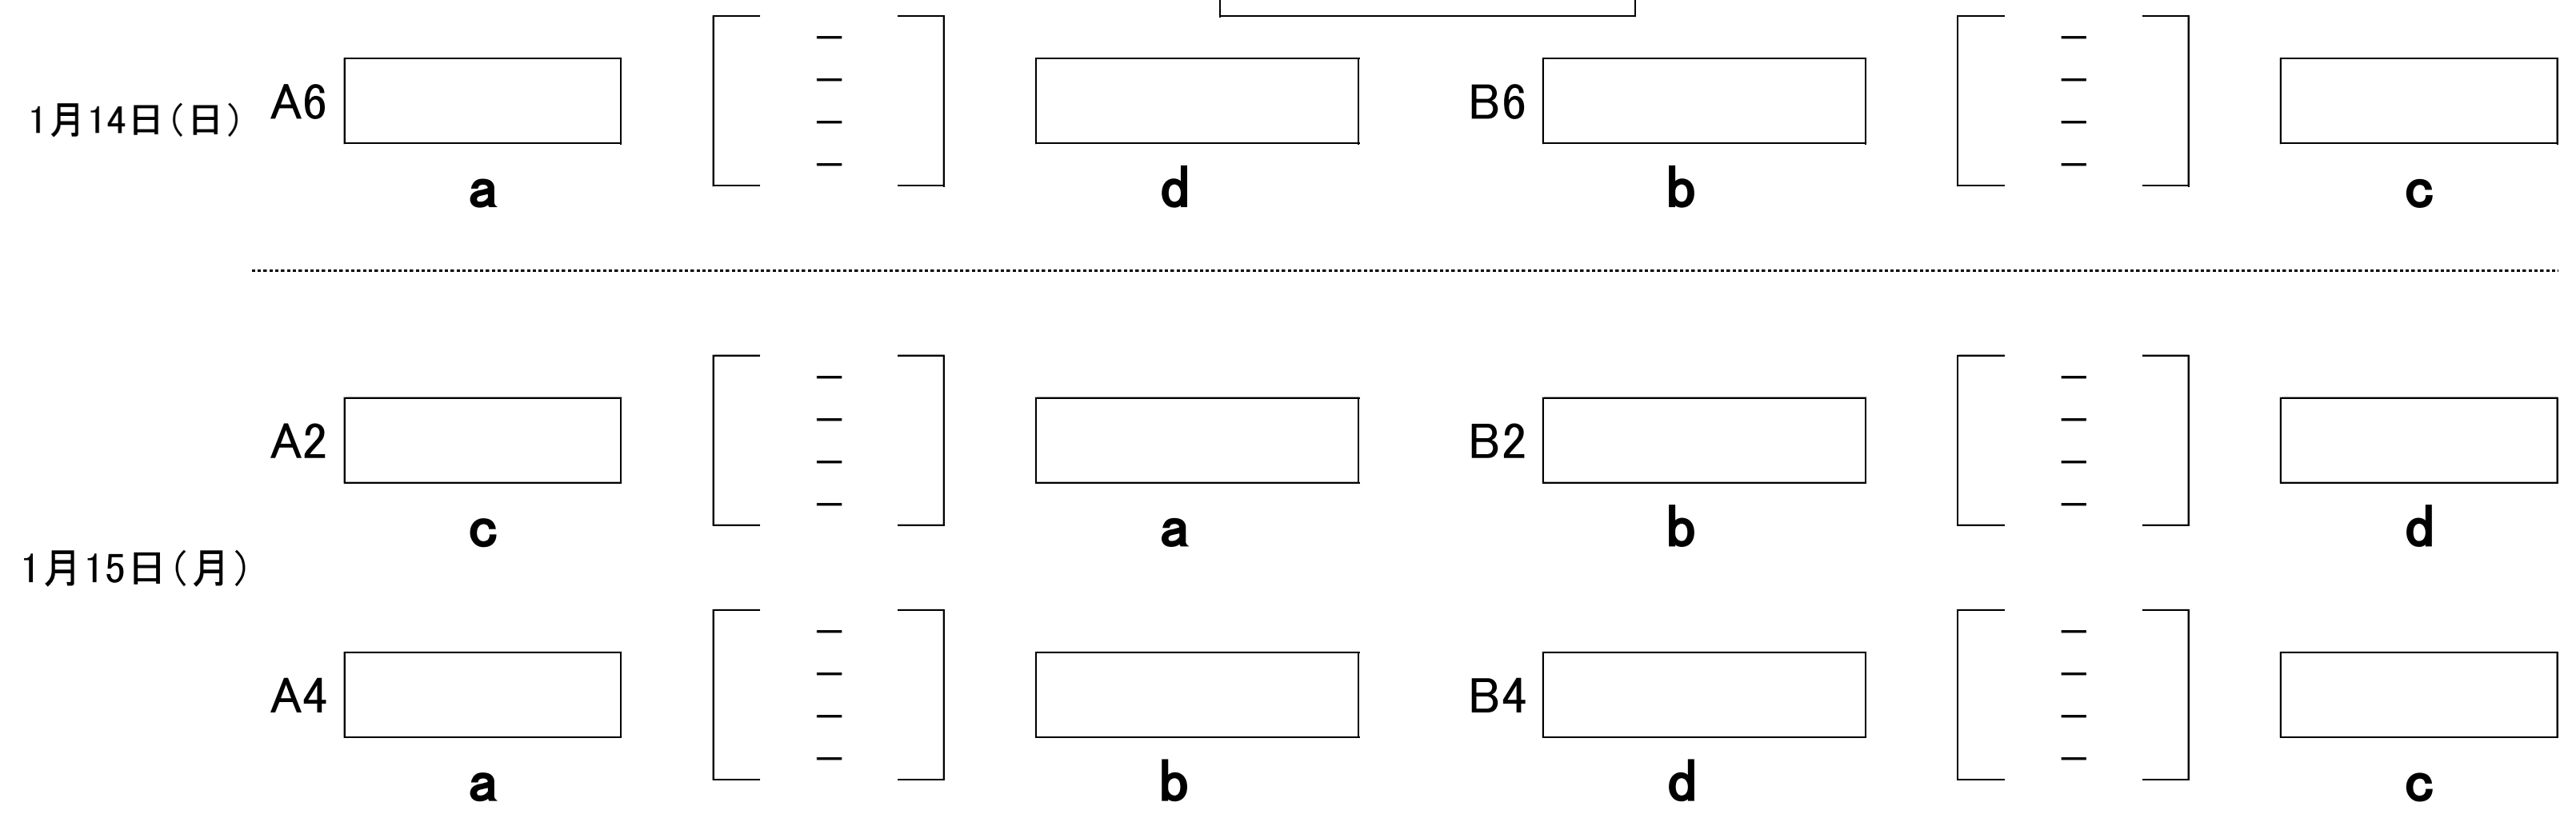 1月14日(日) A6 － B6 －
－ －
－ －
－ －
a d b c
A2 － B2 －
－ －
－ －
－ －
c a b d
1月15日(月)
A4 － B4 －
－ －
－ －
－ －
a b d c